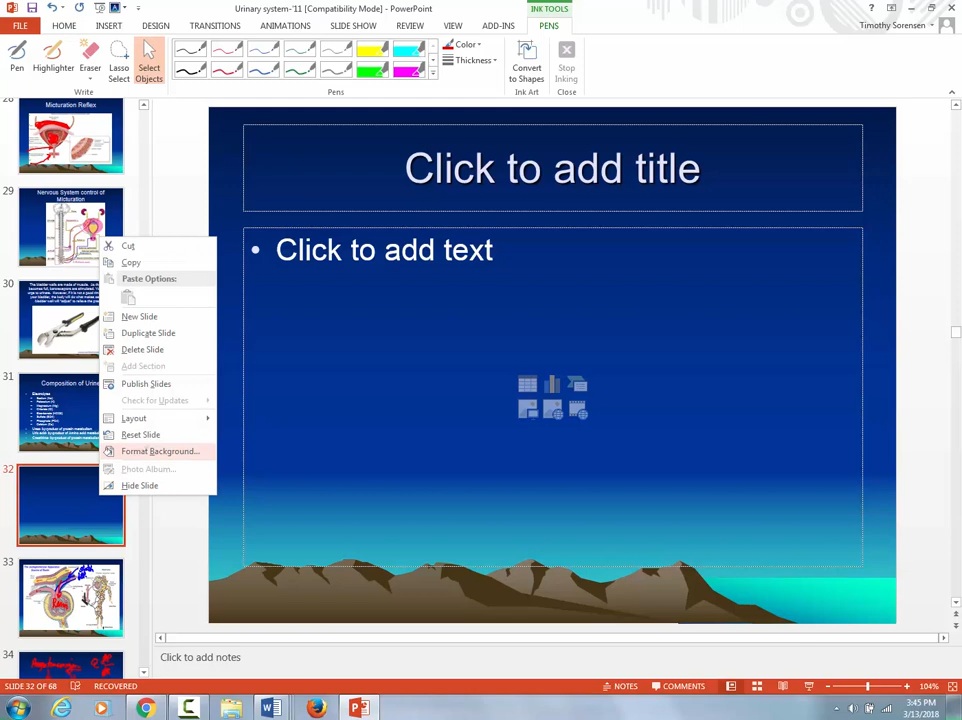 Urinary system-'11 [Compatibility Mode] - PowerPoint
INK TOOLS
FILE
HOME
INSERT
DESIGN
TRANSITIONS
ANIMATIONS
SLIDE SHOW
REVIEW
VIEW
ADD-INS
PENS
Timothy Sorensen
Pen
Highlighter
Eraser
Lasso
Select
Select
Objects
Color
Thickness
Convert
to Shapes
Stop
Inking
Write
Pens
Ink Art
Close
28
Micturation Reflex
29
Nervous System control of
Micturation
30
31
Composition of Urine
32
33
34
Cut
Copy
Paste Options:
New Slide
Duplicate Slide
Delete Slide
Add Section
Publish Slides
Check for Updates
Layout
Reset Slide
Format Background...
Photo Album...
Hide Slide
Click to add title
• Click to add text
Click to add notes
SLIDE 32 OF 68
RECOVERED
NOTES
COMMENTS
104%
3:45 PM
3/13/2018